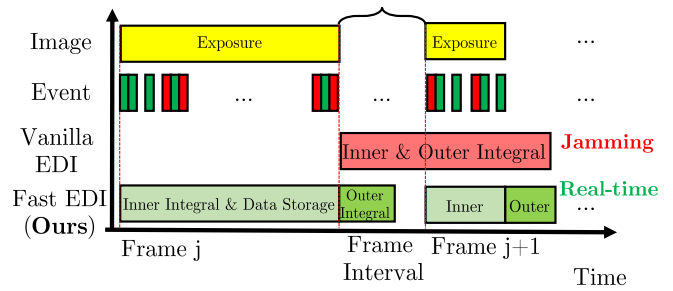 Image
Exposure
Exposure
...
Event
...
...
...
Vanilla
EDI
Inner & Outer Integral
Jamming
Fast EDI
(Ours)
Inner Integral & Data Storage
Outer
Integral
Inner
Outer
Real-time
...
Frame j
Frame
Interval
Frame j+1
Time